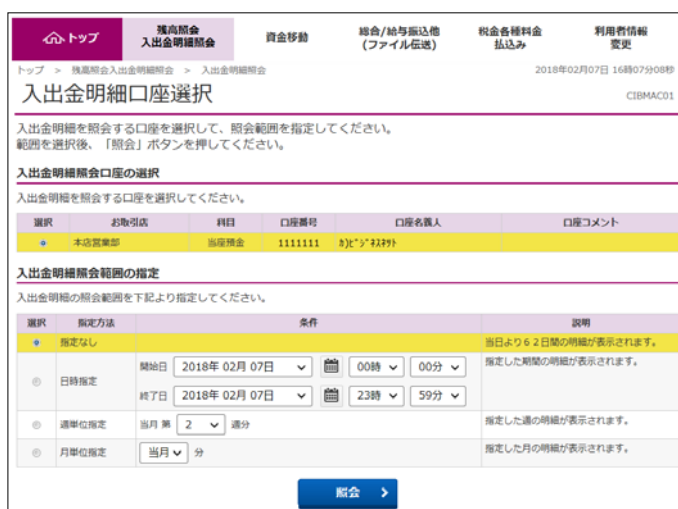 トップ
残高照会
入出金明細照会
資金移動
総合/給与振込他
(ファイル伝送)
税金各種料金
払込み
利用者情報
変更
トップ > 残高照会入出金明細照会 > 入出金明細照会
2018年02月07日 16時07分08秒
入出金明細口座選択
CIBMAC01
入出金明細を照会する口座を選択して、照会範囲を指定してください。
範囲を選択後、「照会」ボタンを押してください。
入出金明細照会口座の選択
入出金明細を照会する口座を選択してください。
選択 お取引店 科目 口座番号 口座名義人 口座コメント
本店営業部 当座預金 1111111 カ)ビジネスネット
入出金明細照会範囲の指定
入出金明細の照会範囲を下記より指定してください。
選択 指定方法 条件 説明
指定なし 当日より62日間の明細が表示されます。
日時指定 開始日 2018年 02月 07日 00時 00分 指定した期間の明細が表示されます。
終了日 2018年 02月 07日 23時 59分
週単位指定 当月 第 2 週分 指定した週の明細が表示されます。
月単位指定 当月 分 指定した月の明細が表示されます。
照会